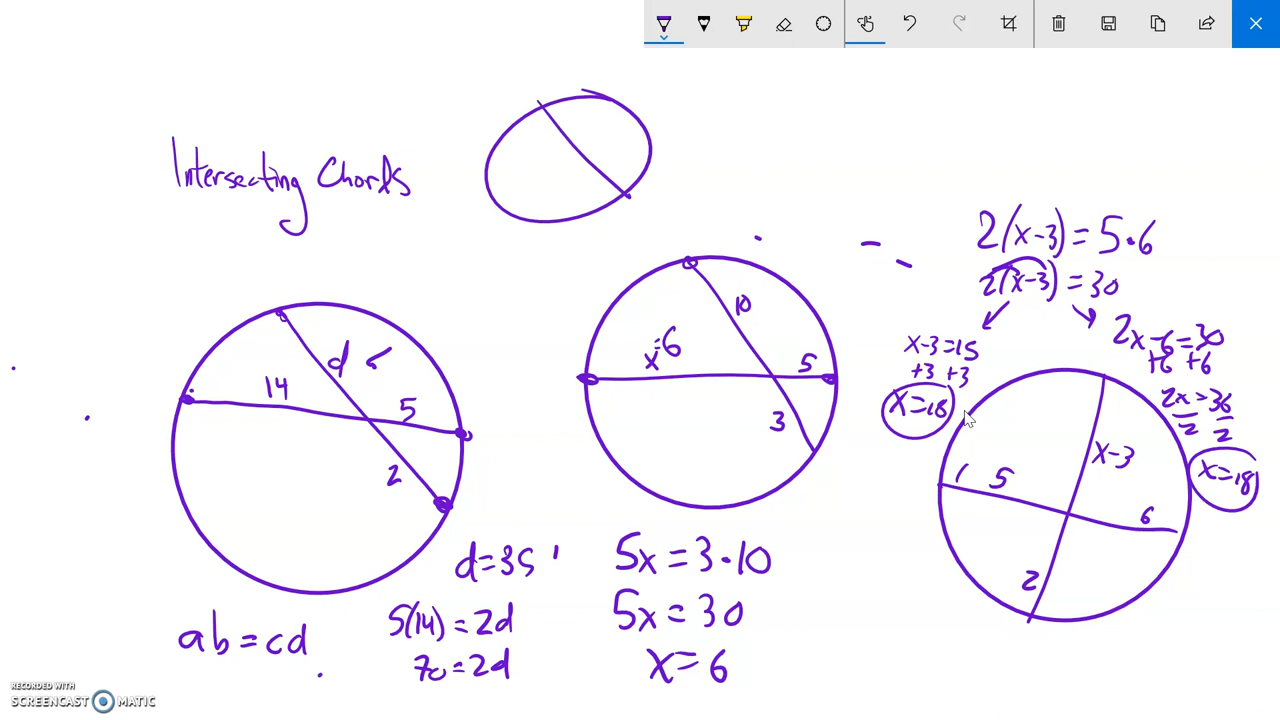 Intersecting Chords
14
d
5
2
ab = cd
d = 35
5(14) = 2d
70 = 2d
10
x = 6
5
3
5x = 3·10
5x = 30
x = 6
2(x-3) = 5·6
2(x-3) = 30
x-3 = 15
+3 +3
x = 18
2x-6 = 30
+6 +6
2x = 36
2 2
x = 18
x-3
5
6
2
RECORDED WITH
SCREENCAST MATIC